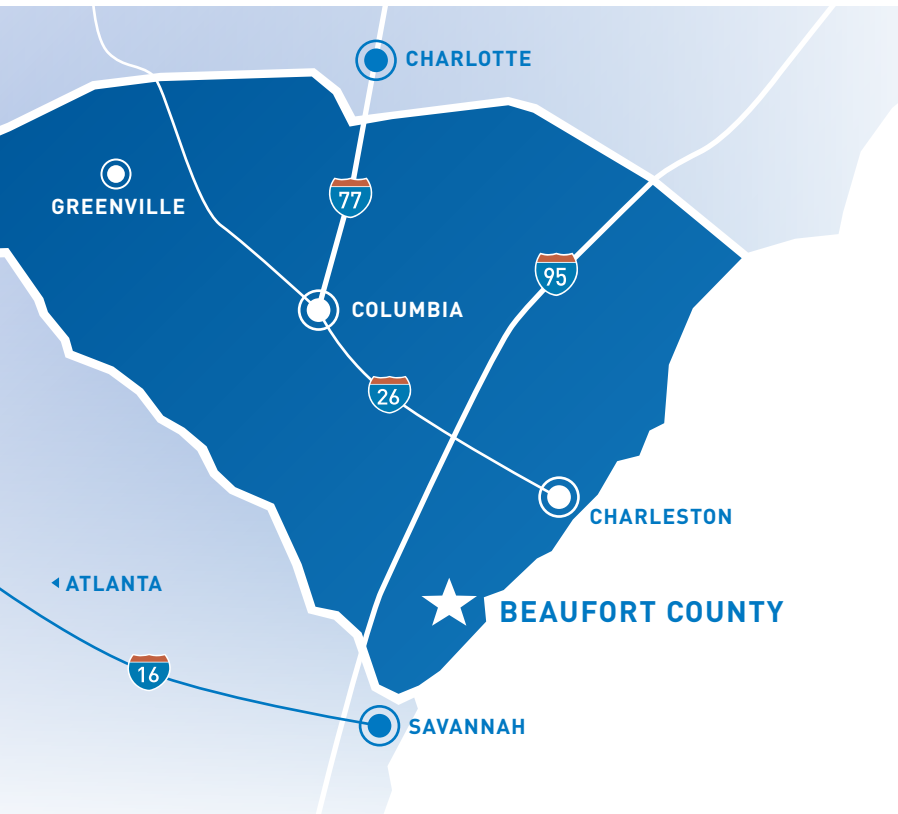 CHARLOTTE
GREENVILLE
77
95
COLUMBIA
26
CHARLESTON
ATLANTA
BEAUFORT COUNTY
16
SAVANNAH